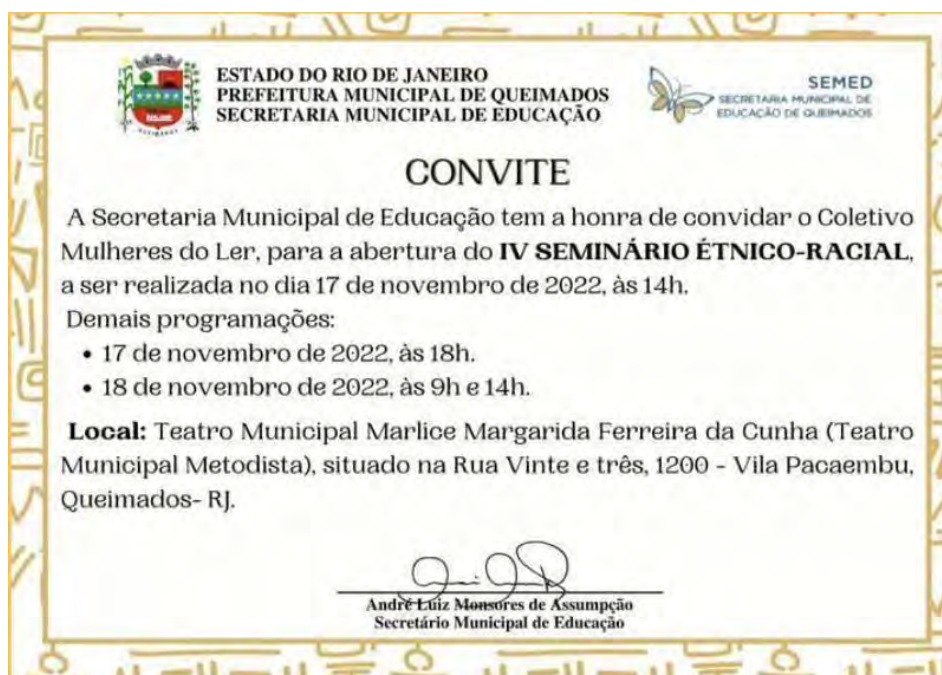 ESTADO DO RIO DE JANEIRO
PREFEITURA MUNICIPAL DE QUEIMADOS
SECRETARIA MUNICIPAL DE EDUCAÇÃO
SEMED
SECRETARIA MUNICIPAL DE
EDUCAÇÃO DE QUEIMADOS
CONVITE
A Secretaria Municipal de Educação tem a honra de convidar o Coletivo
Mulheres do Ler, para a abertura do IV SEMINÁRIO ÉTNICO-RACIAL,
a ser realizada no dia 17 de novembro de 2022, às 14h.
Demais programações:
• 17 de novembro de 2022, às 18h.
• 18 de novembro de 2022, às 9h e 14h.
Local: Teatro Municipal Marlice Margarida Ferreira da Cunha (Teatro
Municipal Metodista), situado na Rua Vinte e três, 1200 - Vila Pacaembu,
Queimados- RJ.
André Luiz Monsores de Assumpção
Secretário Municipal de Educação